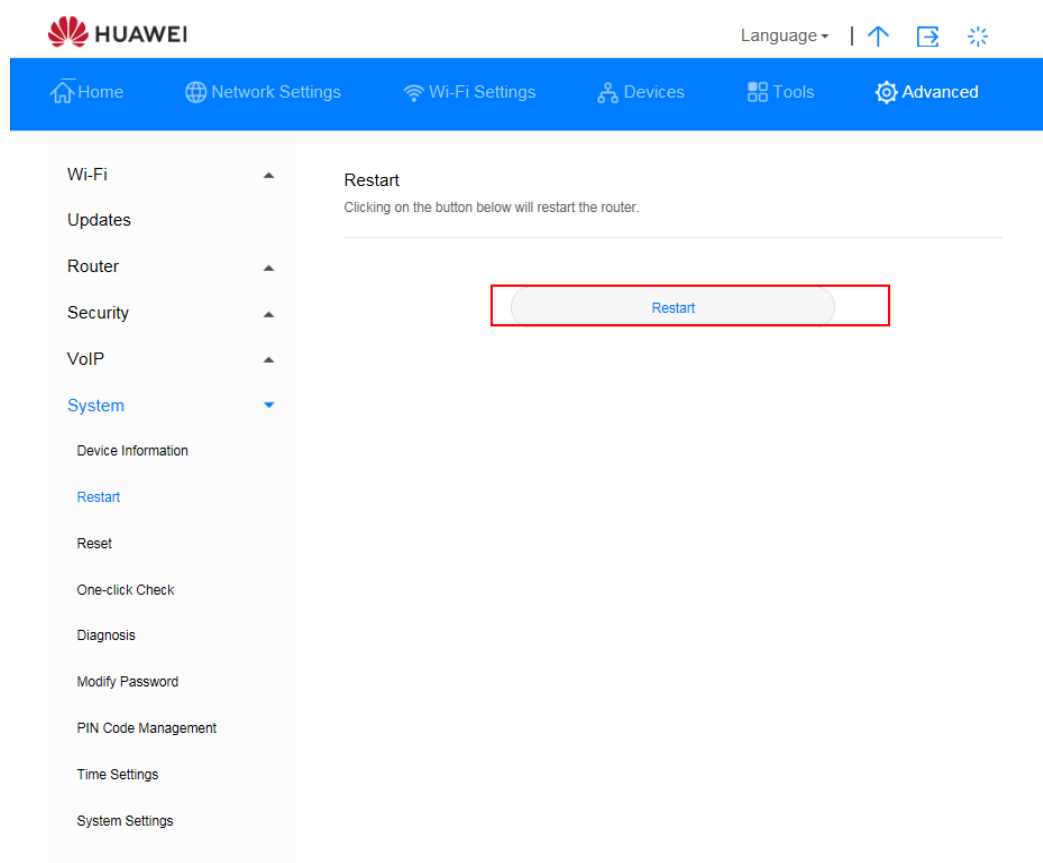 HUAWEI
Language
Home
Network Settings
Wi-Fi Settings
Devices
Tools
Advanced
Wi-Fi
Updates
Router
Security
VoIP
System
Device Information
Restart
Reset
One-click Check
Diagnosis
Modify Password
PIN Code Management
Time Settings
System Settings
Restart
Clicking on the button below will restart the router.
Restart